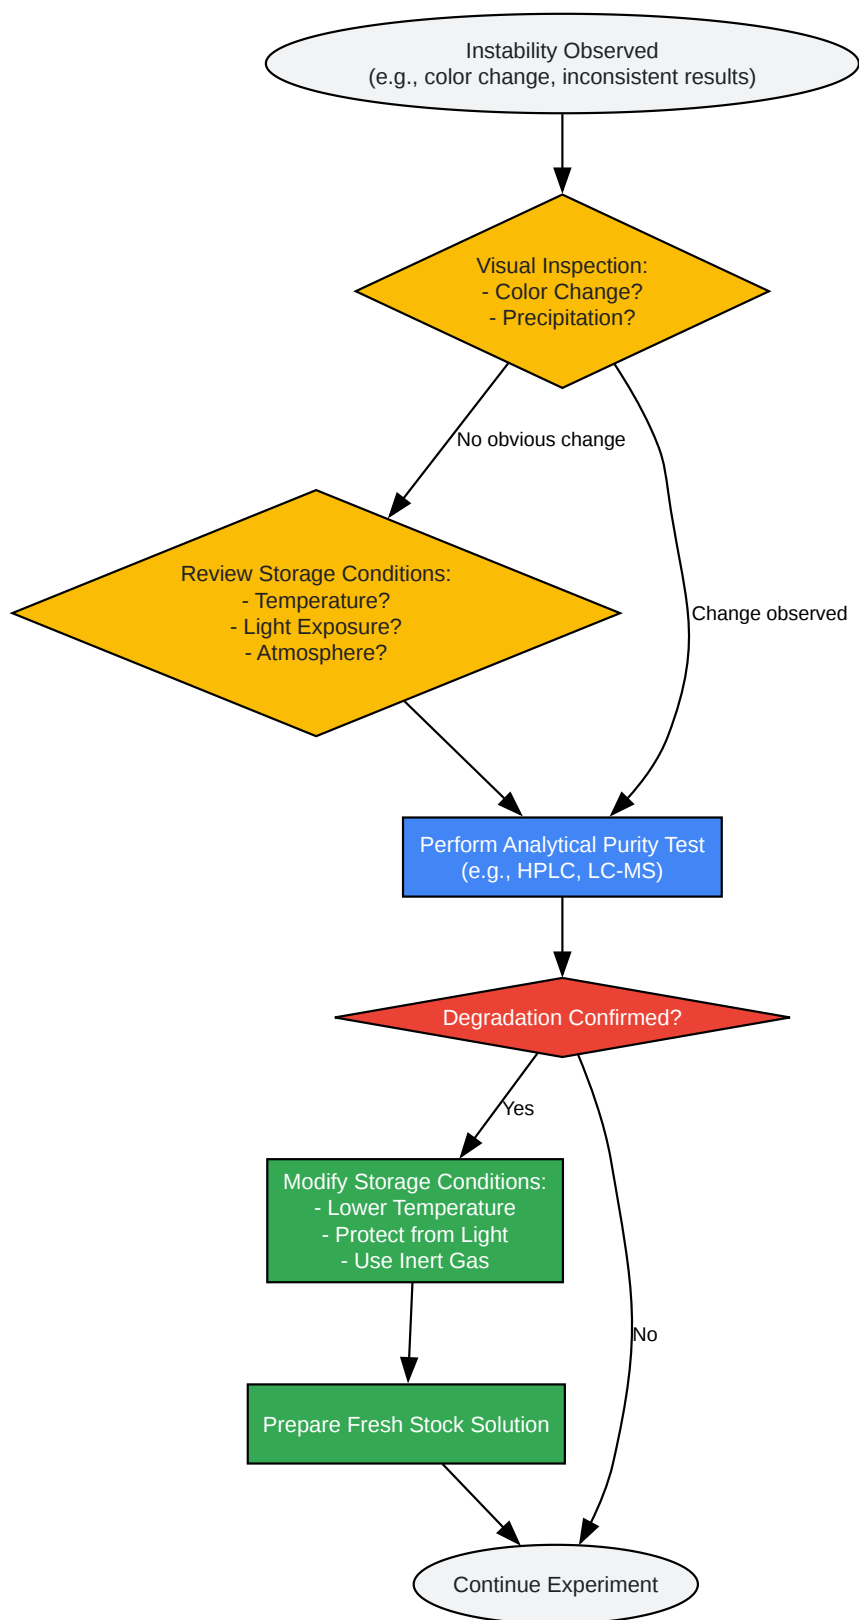 Instability Observed
(e.g., color change, inconsistent results)
Visual Inspection:
- Color Change?
- Precipitation?
No obvious change
Review Storage Conditions:
- Temperature?
- Light Exposure?
- Atmosphere?
Change observed
Perform Analytical Purity Test
(e.g., HPLC, LC-MS)
Degradation Confirmed?
Yes
Modify Storage Conditions:
- Lower Temperature
- Protect from Light
- Use Inert Gas
No
Prepare Fresh Stock Solution
Continue Experiment